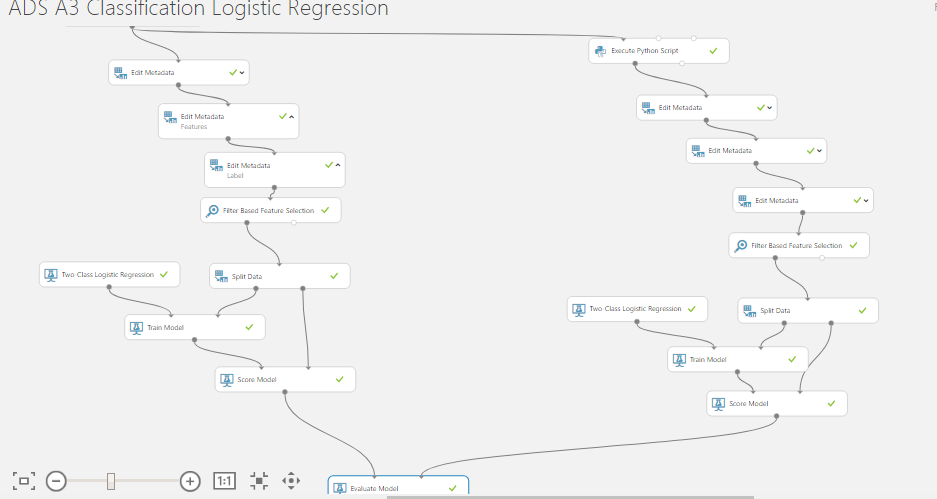 ADS A3 Classification Logistic Regression
Execute Python Script
Edit Metadata
Edit Metadata
Edit Metadata
Features
Edit Metadata
Edit Metadata
Label
Edit Metadata
Filter Based Feature Selection
Filter Based Feature Selection
Two Class Logistic Regression
Split Data
Two Class Logistic Regression
Split Data
Train Model
Train Model
Score Model
Score Model
1:1
Evaluate Model